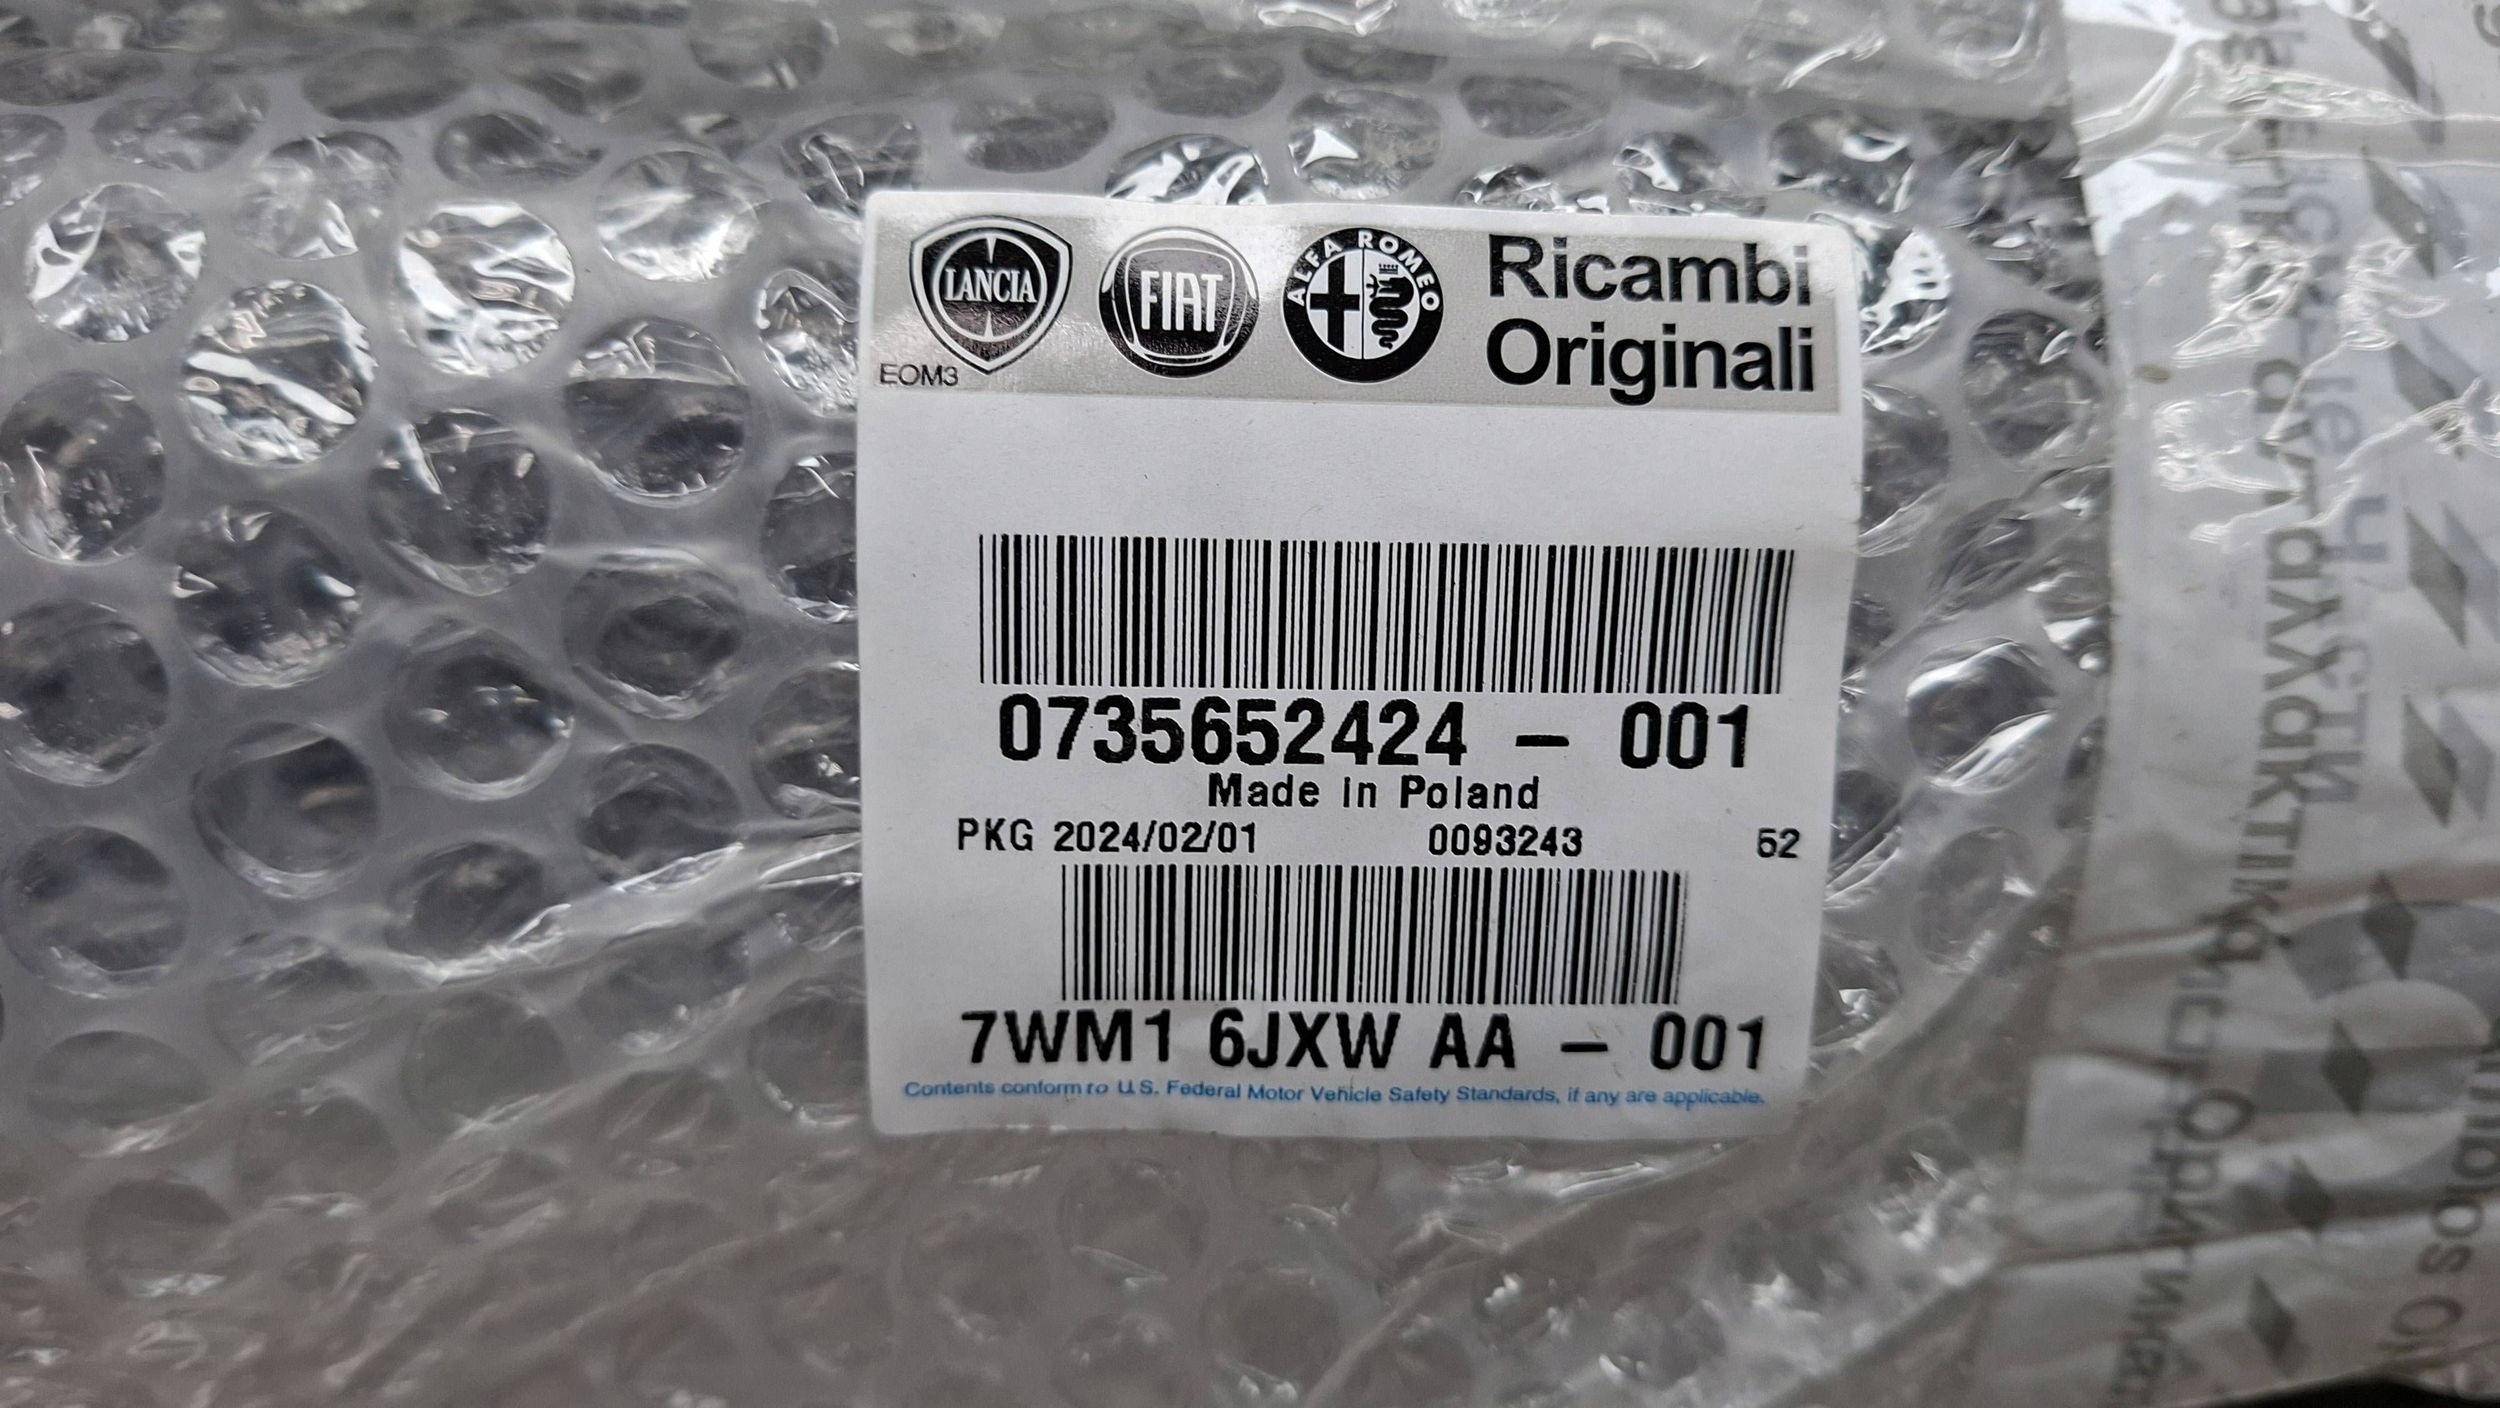 LANCIA
FIAT
ALFA ROMEO
Ricambi
Originali
EOM3
0735652424 - 001
Made in Poland
PKG 2024/02/01 0093243 52
7WM1 6JXW AA - 001
Contents conform to U.S. Federal Motor Vehicle Safety Standards, if any are applicable.
ανταλλακτικά